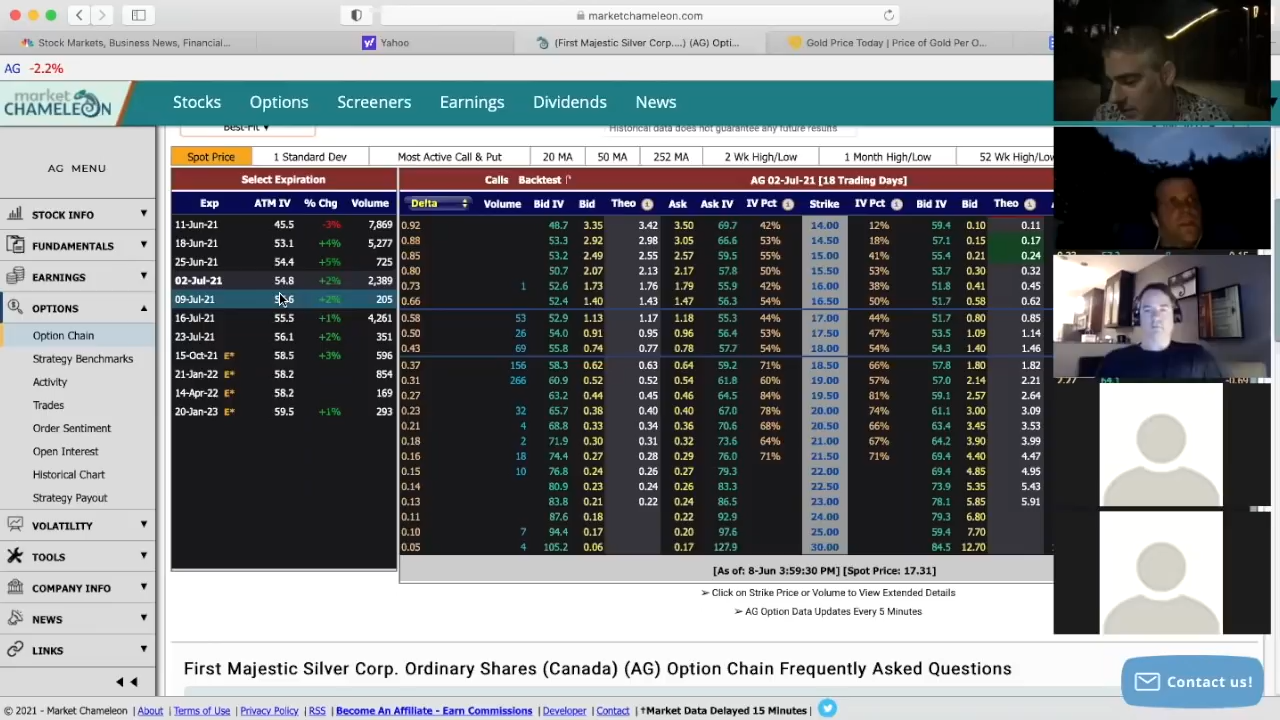 marketchameleon.com
Stock Markets, Business News, Financial...
Yahoo
(First Majestic Silver Corp....) (AG) Opti...
Gold Price Today | Price of Gold Per O...
AG -2.2%
market CHAMELEON
Stocks Options Screeners Earnings Dividends News
Best-Fit ▾
Historical data does not guarantee any future results
Spot Price 1 Standard Dev Most Active Call & Put 20 MA 50 MA 252 MA 2 Wk High/Low 1 Month High/Low 52 Wk High/Low
AG MENU
STOCK INFO
FUNDAMENTALS
EARNINGS
OPTIONS
Option Chain
Strategy Benchmarks
Activity
Trades
Order Sentiment
Open Interest
Historical Chart
Strategy Payout
VOLATILITY
TOOLS
COMPANY INFO
NEWS
LINKS
Select Expiration
Exp ATM IV % Chg Volume
11-Jun-21 45.5 -3% 7,869
18-Jun-21 53.1 +4% 5,277
25-Jun-21 54.4 +5% 725
02-Jul-21 54.8 +2% 2,389
09-Jul-21 +2% 205
16-Jul-21 55.5 +1% 4,261
23-Jul-21 56.1 +2% 351
15-Oct-21 E* 58.5 +3% 596
21-Jan-22 E* 58.2 854
14-Apr-22 E* 58.2 169
20-Jan-23 E* 59.5 +1% 293
Calls Backtest AG 02-Jul-21 [18 Trading Days]
Delta Volume Bid IV Bid Theo Ask Ask IV IV Pct Strike IV Pct Bid IV Bid Theo
0.92 48.7 3.35 3.42 3.50 69.7 42% 14.00 12% 59.4 0.10 0.11
0.88 53.3 2.92 2.98 3.05 66.6 53% 14.50 18% 57.1 0.15 0.17
0.85 53.2 2.49 2.55 2.57 59.5 55% 15.00 41% 55.4 0.21 0.24
0.80 50.7 2.07 2.13 2.17 57.8 50% 15.50 53% 53.7 0.30 0.32
0.73 1 52.6 1.73 1.76 1.79 55.9 42% 16.00 38% 51.8 0.41 0.45
0.66 52.4 1.40 1.43 1.47 56.3 54% 16.50 50% 51.7 0.58 0.62
0.58 53 52.9 1.13 1.17 1.18 55.3 44% 17.00 44% 51.7 0.80 0.85
0.50 26 54.0 0.91 0.95 0.96 56.4 53% 17.50 47% 53.5 1.09 1.14
0.43 69 55.8 0.74 0.77 0.78 57.7 54% 18.00 54% 54.3 1.40 1.46
0.37 156 58.3 0.62 0.63 0.64 59.2 71% 18.50 66% 57.8 1.80 1.82
0.31 266 60.9 0.52 0.52 0.54 61.8 60% 19.00 57% 57.0 2.14 2.21
0.27 63.2 0.44 0.45 0.46 64.5 84% 19.50 81% 59.1 2.57 2.64
0.23 32 65.7 0.38 0.40 0.40 67.0 78% 20.00 74% 61.1 3.00 3.09
0.21 4 68.8 0.33 0.34 0.36 70.6 68% 20.50 66% 63.4 3.45 3.53
0.18 2 71.9 0.30 0.31 0.32 73.6 64% 21.00 67% 64.2 3.90 3.99
0.16 18 74.4 0.27 0.28 0.29 76.0 71% 21.50 71% 69.4 4.40 4.47
0.15 10 76.8 0.24 0.26 0.27 79.3 22.00 69.4 4.85 4.95
0.14 80.9 0.23 0.24 0.26 83.3 22.50 73.9 5.35 5.43
0.13 83.8 0.21 0.22 0.24 86.5 23.00 78.1 5.85 5.91
0.11 87.6 0.18 0.22 92.9 24.00 79.3 6.80
0.10 7 94.4 0.17 0.20 97.6 25.00 59.4 7.70
0.05 4 105.2 0.06 0.17 127.9 30.00 84.5 12.70
[As of: 8-Jun 3:59:30 PM] [Spot Price: 17.31]
➢ Click on Strike Price or Volume to View Extended Details
➢ AG Option Data Updates Every 5 Minutes
First Majestic Silver Corp. Ordinary Shares (Canada) (AG) Option Chain Frequently Asked Questions
Contact us!
© 2021 - Market Chameleon | About | Terms of Use | Privacy Policy | RSS | Become An Affiliate - Earn Commissions | Developer | Contact | †Market Data Delayed 15 Minutes |